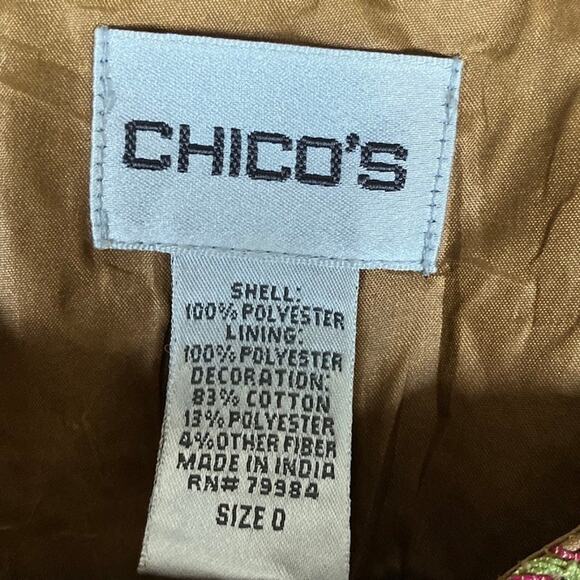 CHICO'S
SHELL:
100% POLYESTER
LINING:
100% POLYESTER
DECORATION:
83% COTTON
13% POLYESTER
4% OTHER FIBER
MADE IN INDIA
RN# 79984
SIZE 0